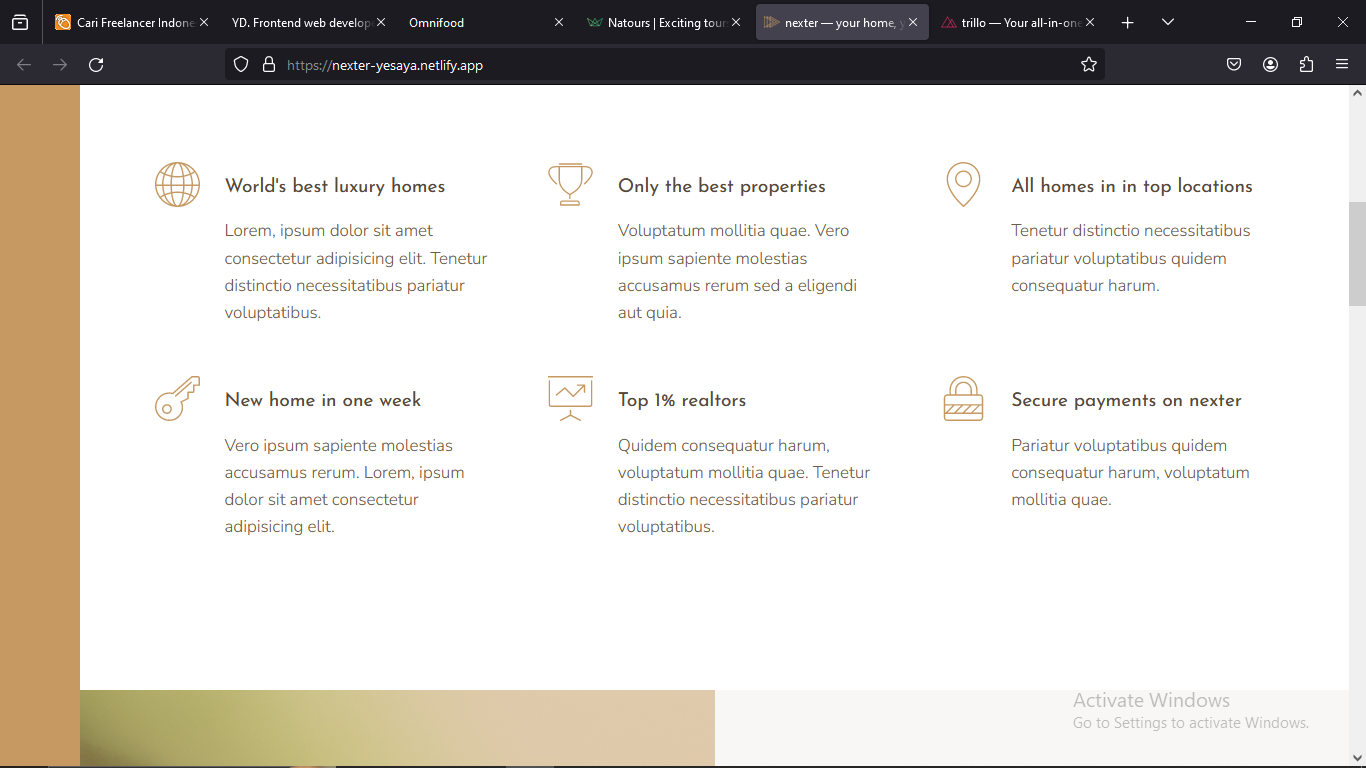 Cari Freelancer Indone
YD. Frontend web develop
Omnifood
Natours | Exciting tour
nexter — your home, y
trillo — Your all-in-one
https://nexter-yesaya.netlify.app
World's best luxury homes
Lorem, ipsum dolor sit amet
consectetur adipisicing elit. Tenetur
distinctio necessitatibus pariatur
voluptatibus.
Only the best properties
Voluptatum mollitia quae. Vero
ipsum sapiente molestias
accusamus rerum sed a eligendi
aut quia.
All homes in in top locations
Tenetur distinctio necessitatibus
pariatur voluptatibus quidem
consequatur harum.
New home in one week
Vero ipsum sapiente molestias
accusamus rerum. Lorem, ipsum
dolor sit amet consectetur
adipisicing elit.
Top 1% realtors
Quidem consequatur harum,
voluptatum mollitia quae. Tenetur
distinctio necessitatibus pariatur
voluptatibus.
Secure payments on nexter
Pariatur voluptatibus quidem
consequatur harum, voluptatum
mollitia quae.
Activate Windows
Go to Settings to activate Windows.